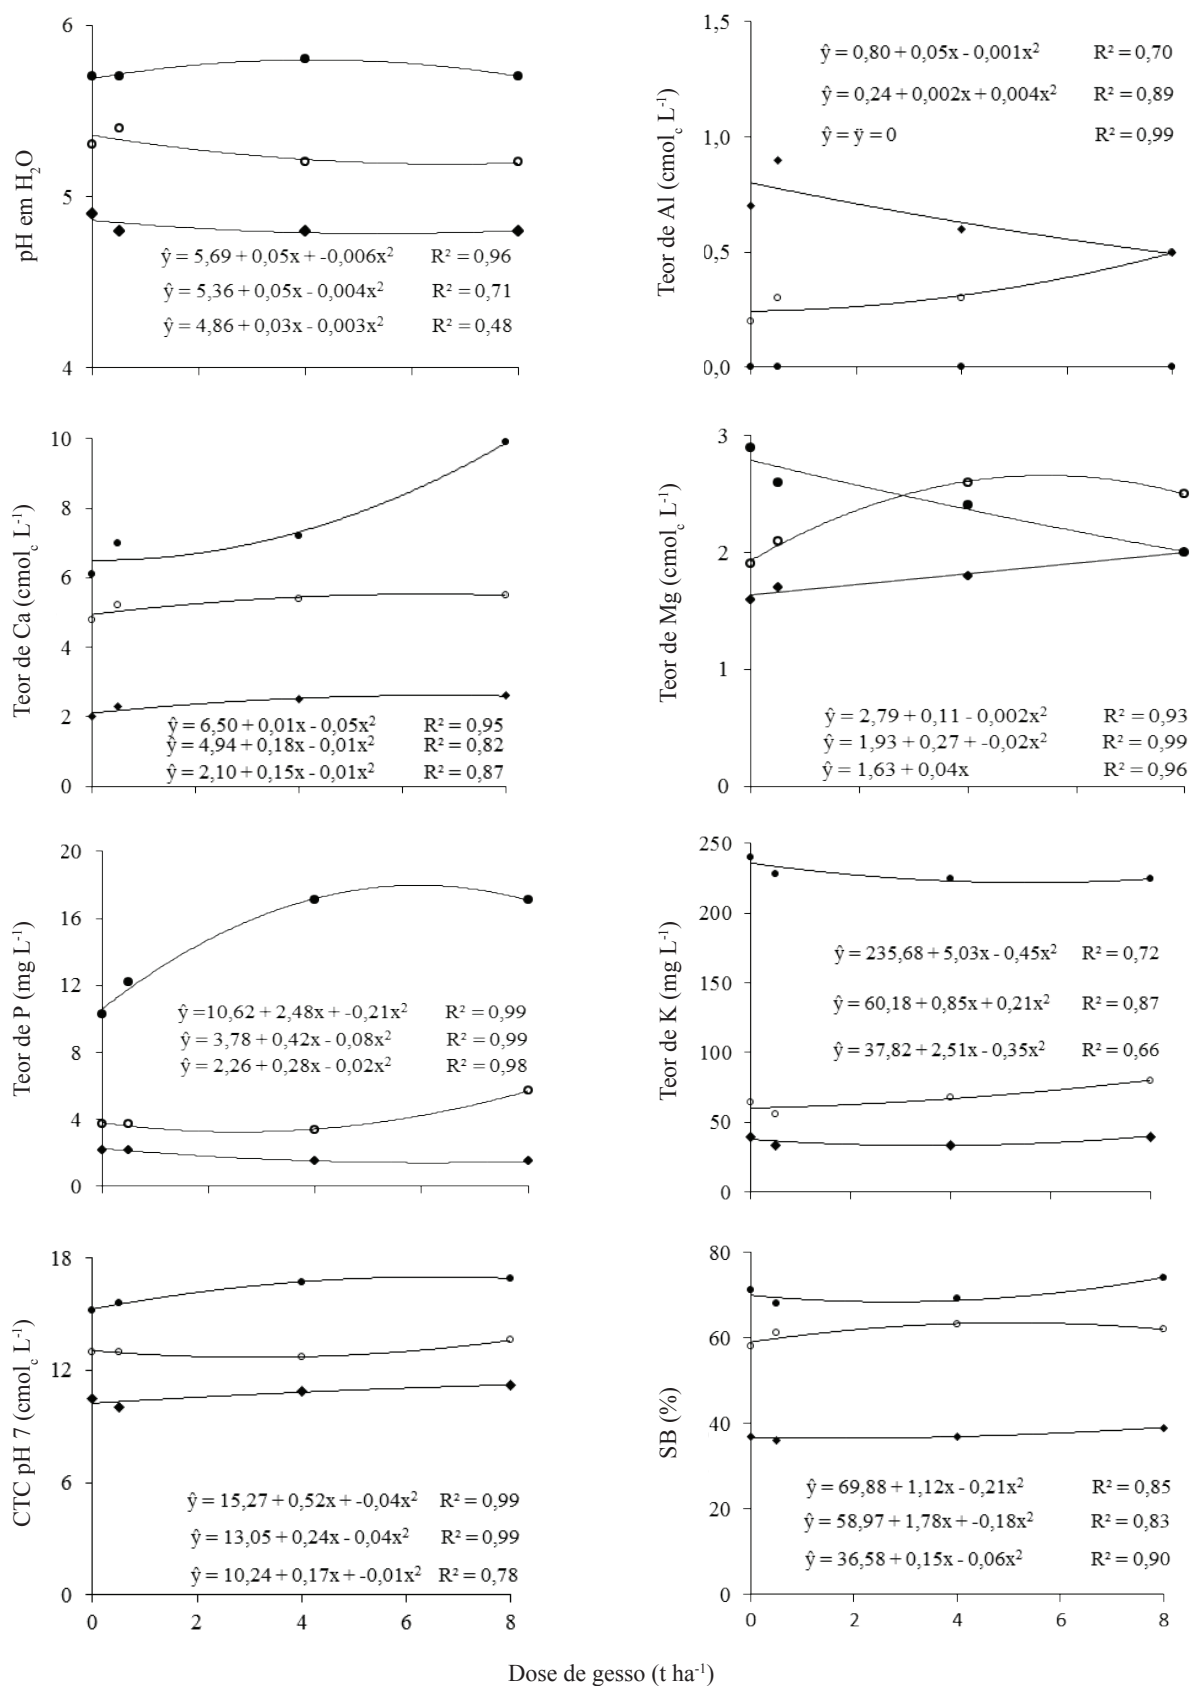 6
5
4
pH em H₂O
ŷ = 5,69 + 0,05x + -0,006x² R² = 0,96
ŷ = 5,36 + 0,05x - 0,004x² R² = 0,71
ŷ = 4,86 + 0,03x - 0,003x² R² = 0,48
1,5
1,0
0,5
0,0
Teor de Al (cmolc L⁻¹)
ŷ = 0,80 + 0,05x - 0,001x² R² = 0,70
ŷ = 0,24 + 0,002x + 0,004x² R² = 0,89
ŷ = ÿ = 0 R² = 0,99
10
8
6
4
2
0
Teor de Ca (cmolc L⁻¹)
ŷ = 6,50 + 0,01x - 0,05x² R² = 0,95
ŷ = 4,94 + 0,18x - 0,01x² R² = 0,82
ŷ = 2,10 + 0,15x - 0,01x² R² = 0,87
3
2
1
0
Teor de Mg (cmolc L⁻¹)
ŷ = 2,79 + 0,11 - 0,002x² R² = 0,93
ŷ = 1,93 + 0,27 + -0,02x² R² = 0,99
ŷ = 1,63 + 0,04x R² = 0,96
20
16
12
8
4
0
Teor de P (mg L⁻¹)
ŷ =10,62 + 2,48x + -0,21x² R² = 0,99
ŷ = 3,78 + 0,42x - 0,08x² R² = 0,99
ŷ = 2,26 + 0,28x - 0,02x² R² = 0,98
250
200
150
100
50
0
Teor de K (mg L⁻¹)
ŷ = 235,68 + 5,03x - 0,45x² R² = 0,72
ŷ = 60,18 + 0,85x + 0,21x² R² = 0,87
ŷ = 37,82 + 2,51x - 0,35x² R² = 0,66
18
12
6
0
CTC pH 7 (cmolc L⁻¹)
ŷ = 15,27 + 0,52x + -0,04x² R² = 0,99
ŷ = 13,05 + 0,24x - 0,04x² R² = 0,99
ŷ = 10,24 + 0,17x + -0,01x² R² = 0,78
0 2 4 6 8
80
60
40
20
0
SB (%)
ŷ = 69,88 + 1,12x - 0,21x² R² = 0,85
ŷ = 58,97 + 1,78x + -0,18x² R² = 0,83
ŷ = 36,58 + 0,15x - 0,06x² R² = 0,90
0 2 4 6 8
Dose de gesso (t ha⁻¹)